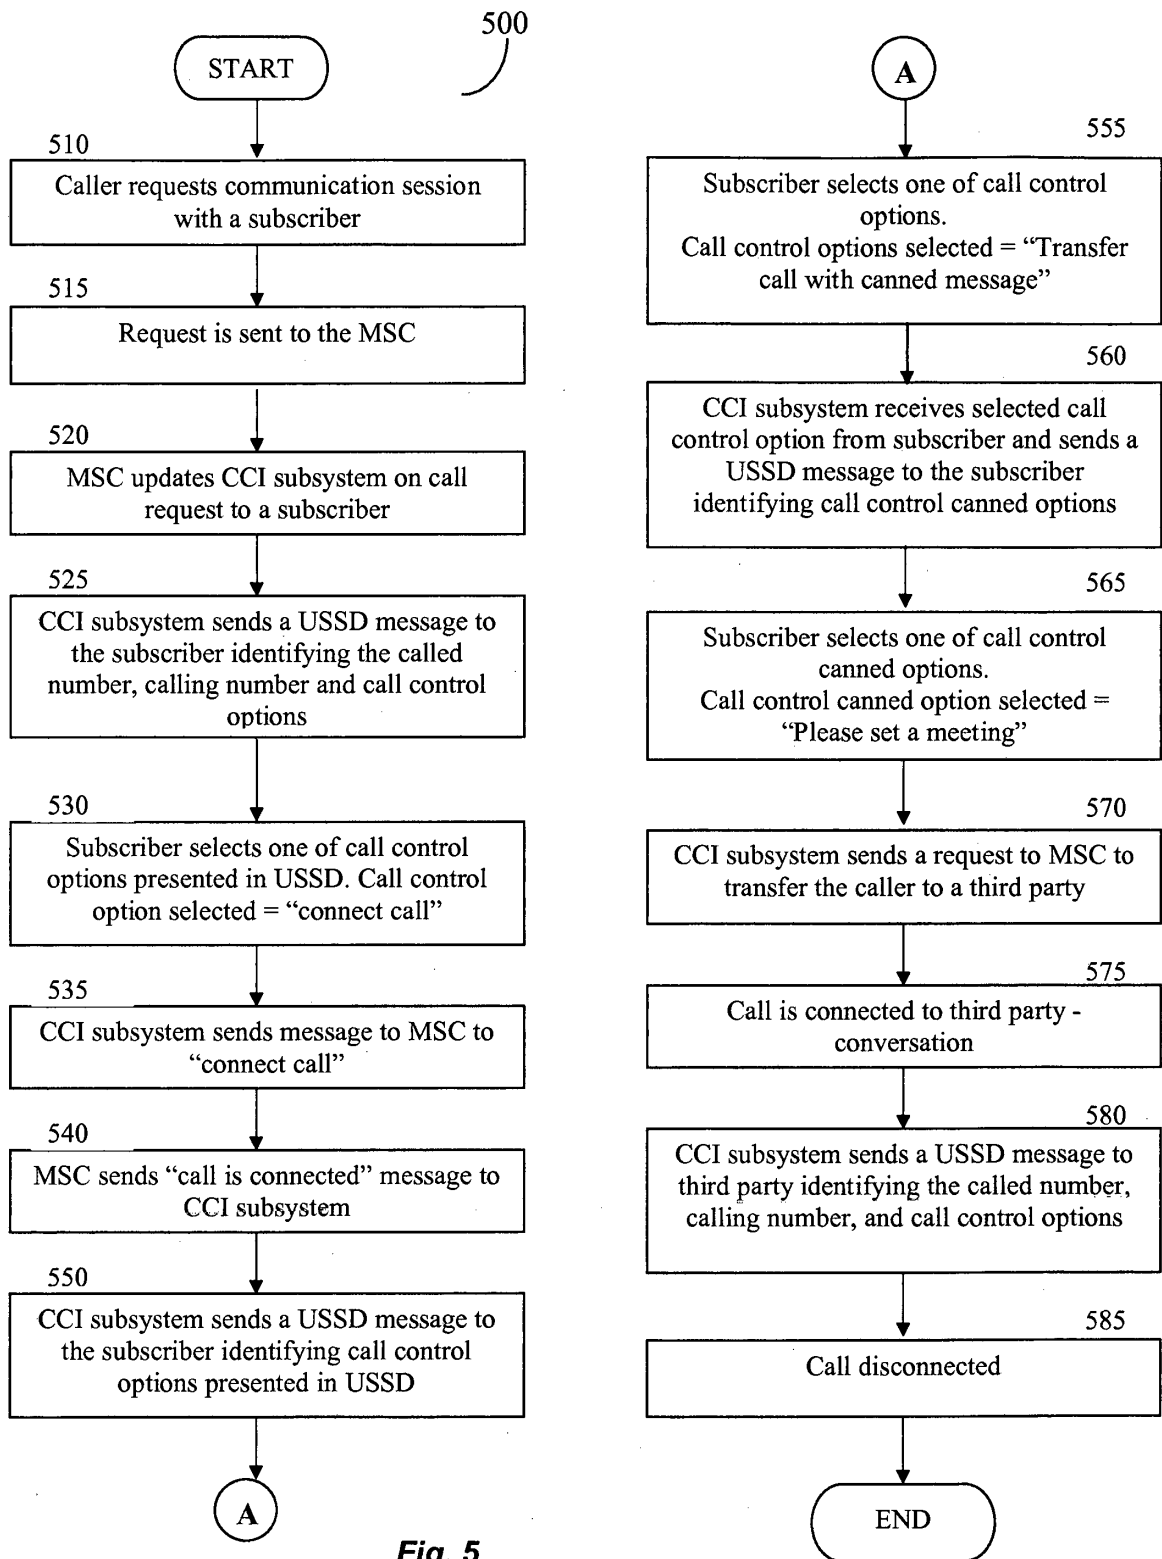 500
START
510
Caller requests communication session
with a subscriber
515
Request is sent to the MSC
520
MSC updates CCI subsystem on call
request to a subscriber
525
CCI subsystem sends a USSD message to
the subscriber identifying the called
number, calling number and call control
options
530
Subscriber selects one of call control
options presented in USSD. Call control
option selected = “connect call”
535
CCI subsystem sends message to MSC to
“connect call”
540
MSC sends “call is connected” message to
CCI subsystem
550
CCI subsystem sends a USSD message to
the subscriber identifying call control
options presented in USSD
A
A
555
Subscriber selects one of call control
options.
Call control options selected = “Transfer
call with canned message”
560
CCI subsystem receives selected call
control option from subscriber and sends a
USSD message to the subscriber
identifying call control canned options
565
Subscriber selects one of call control
canned options.
Call control canned option selected =
“Please set a meeting”
570
CCI subsystem sends a request to MSC to
transfer the caller to a third party
575
Call is connected to third party -
conversation
580
CCI subsystem sends a USSD message to
third party identifying the called number,
calling number, and call control options
585
Call disconnected
END
Fig. 5